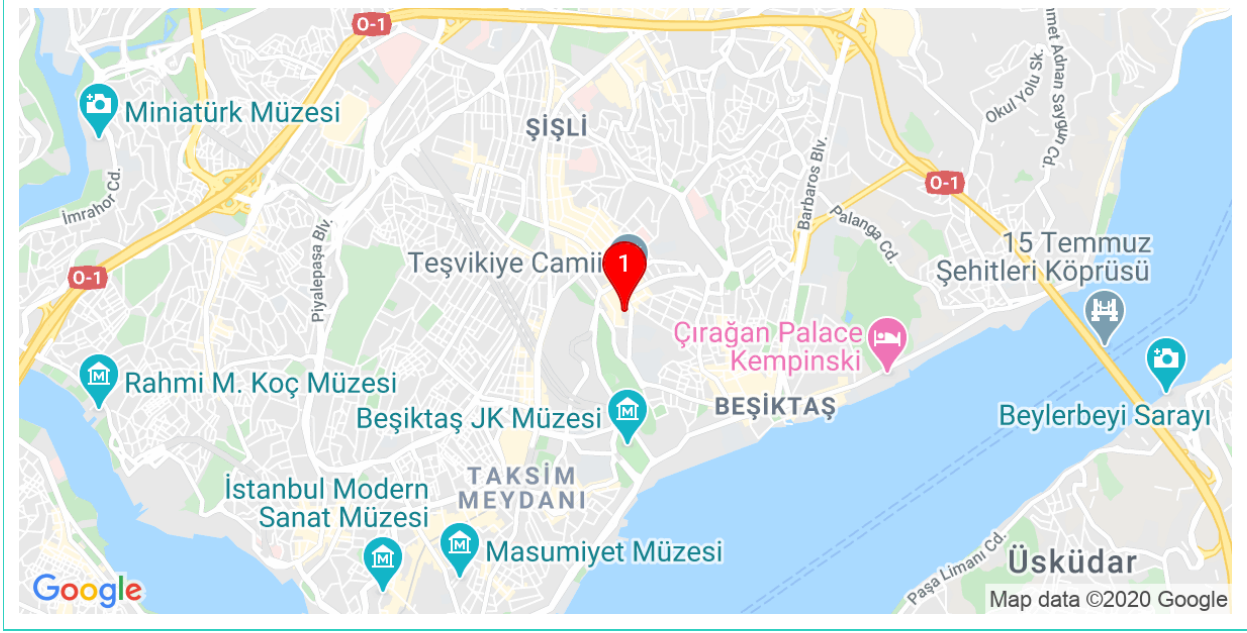 O-1
Okul Yolu Sk.
hmet Adnan Saygun Cd.
Miniatürk Müzesi
ŞİŞLİ
Barbaros Blv.
O-1
İmrahor Cd.
Palanga Cd.
Piyalepaşa Blv.
Teşvikiye Camii
1
15 Temmuz
Şehitleri Köprüsü
O-1
Çırağan Palace
Kempinski
Rahmi M. Koç Müzesi
BEŞİKTAŞ
Beşiktaş JK Müzesi
Beylerbeyi Sarayı
TAKSİM
MEYDANI
İstanbul Modern
Sanat Müzesi
Masumiyet Müzesi
Paşa Limanı Cd.
Üsküdar
Google
Map data ©2020 Google